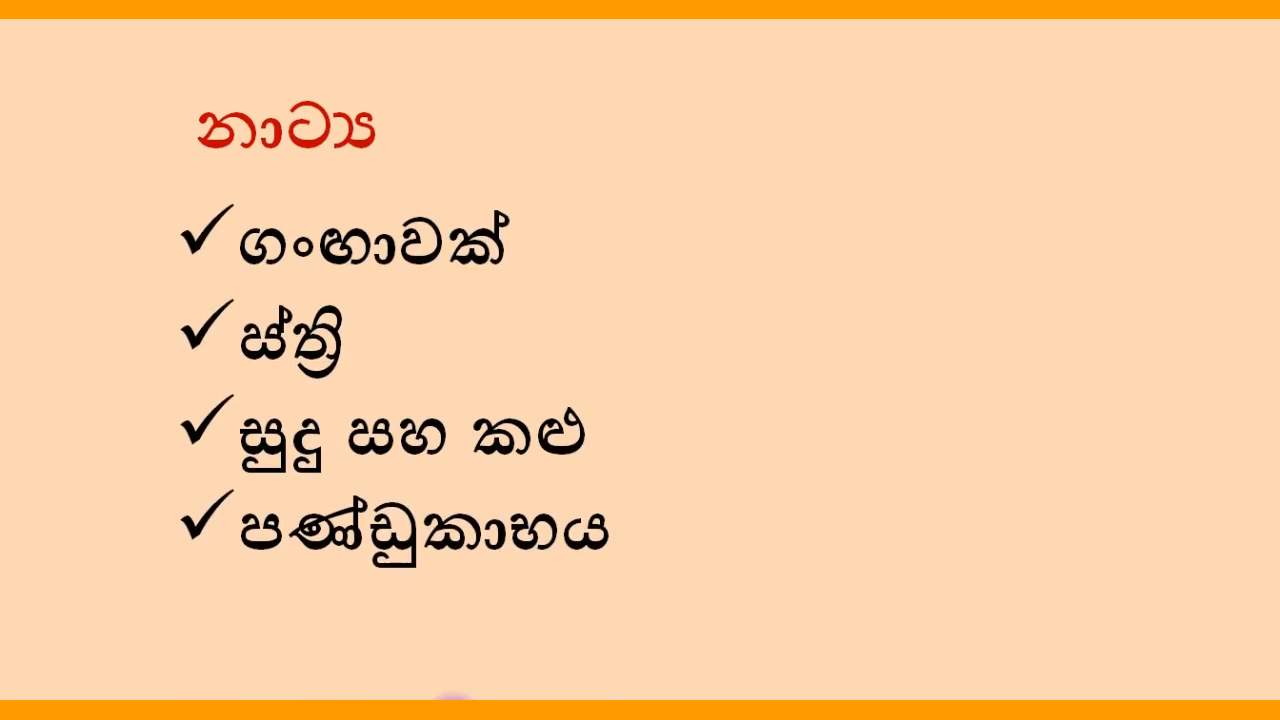 නාට්‍ය
✓ගංඟාවක්
✓ස්ත්‍රි
✓සුදු සහ කළු
✓පණ්ඩුකාභය